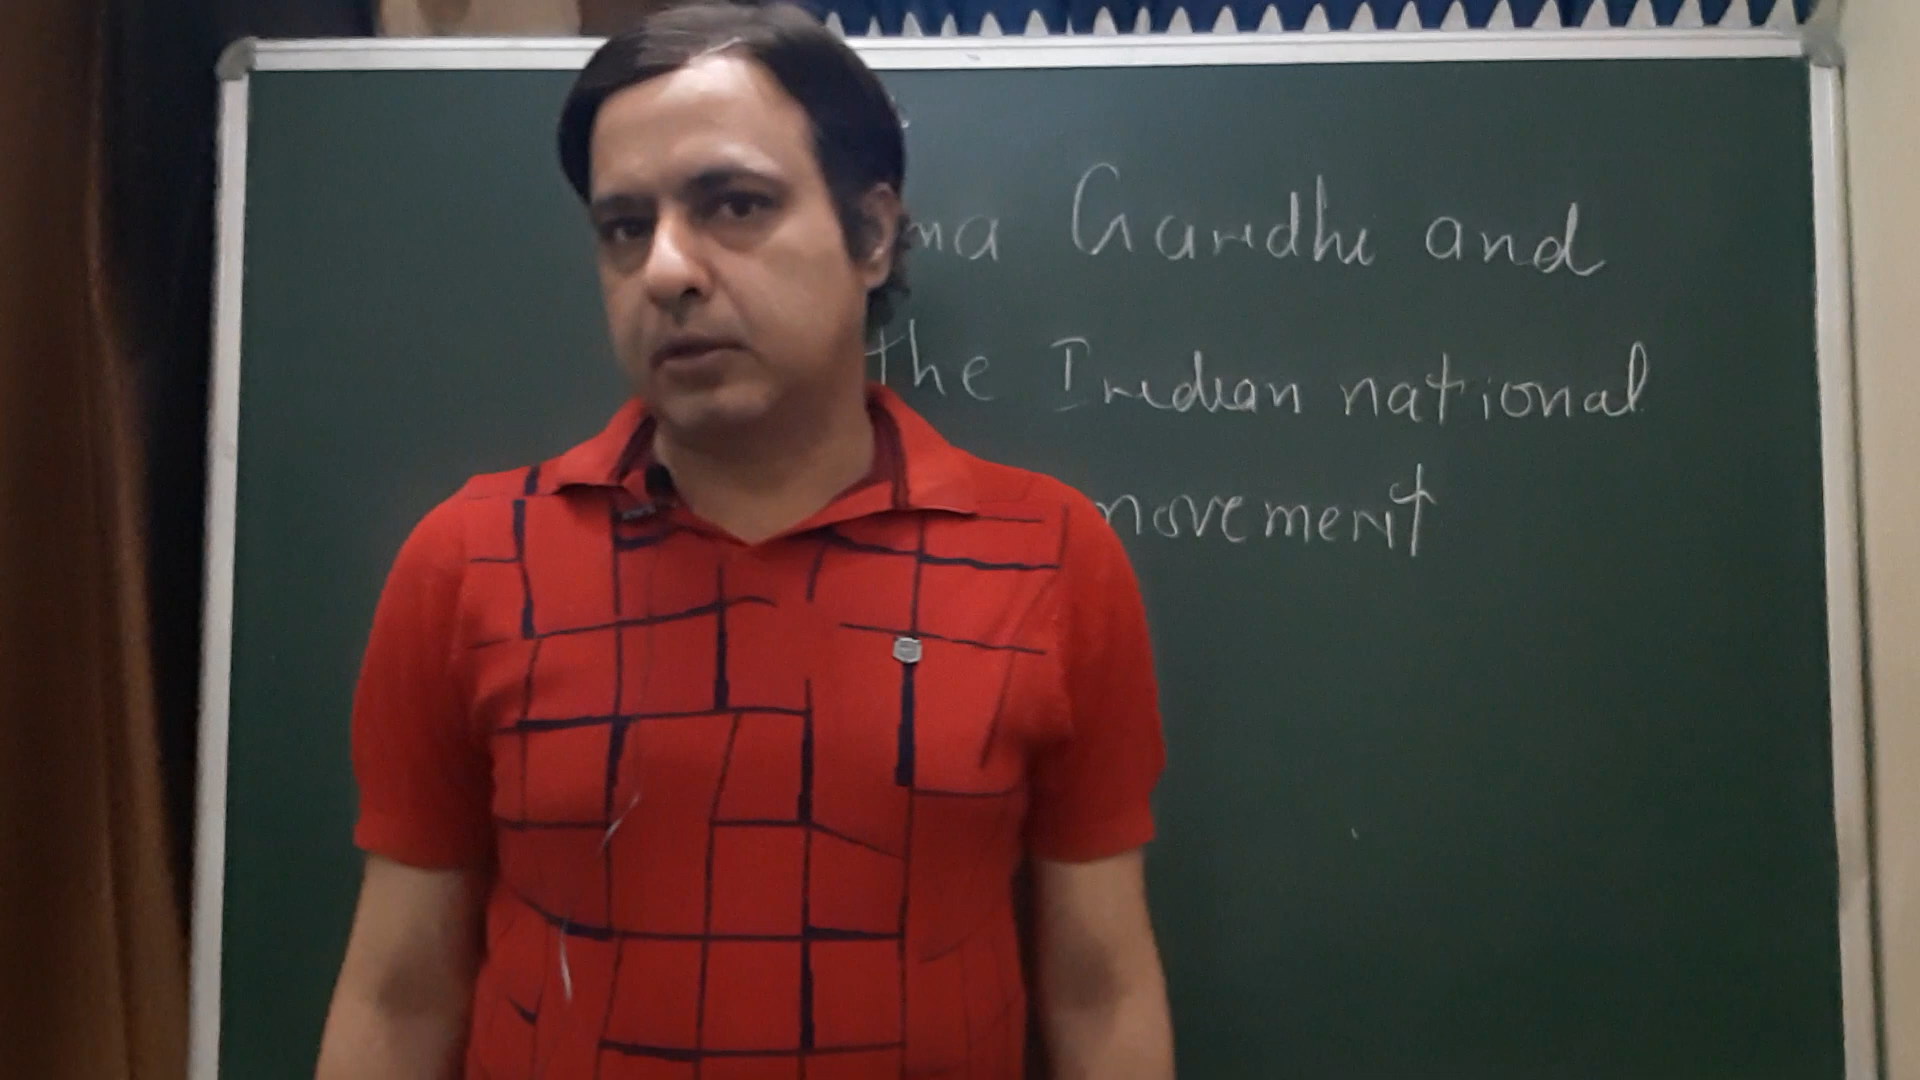 ma Gandhi and
the Indian national
movement